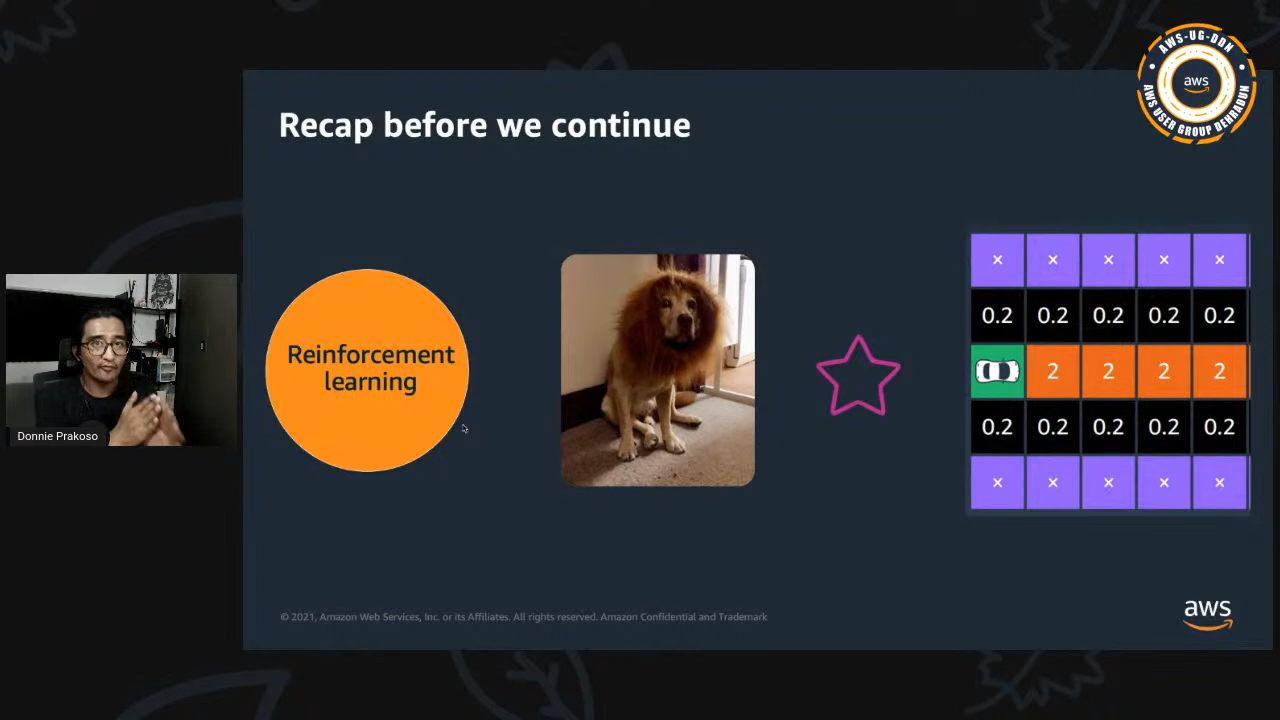 AWS-UG-DDN
aws
AWS USER GROUP DEHRADUN
Recap before we continue
Reinforcement
learning
× × × × ×
0.2 0.2 0.2 0.2 0.2
2 2 2 2
0.2 0.2 0.2 0.2 0.2
× × × × ×
Donnie Prakoso
© 2021, Amazon Web Services, Inc. or its Affiliates. All rights reserved. Amazon Confidential and Trademark
aws